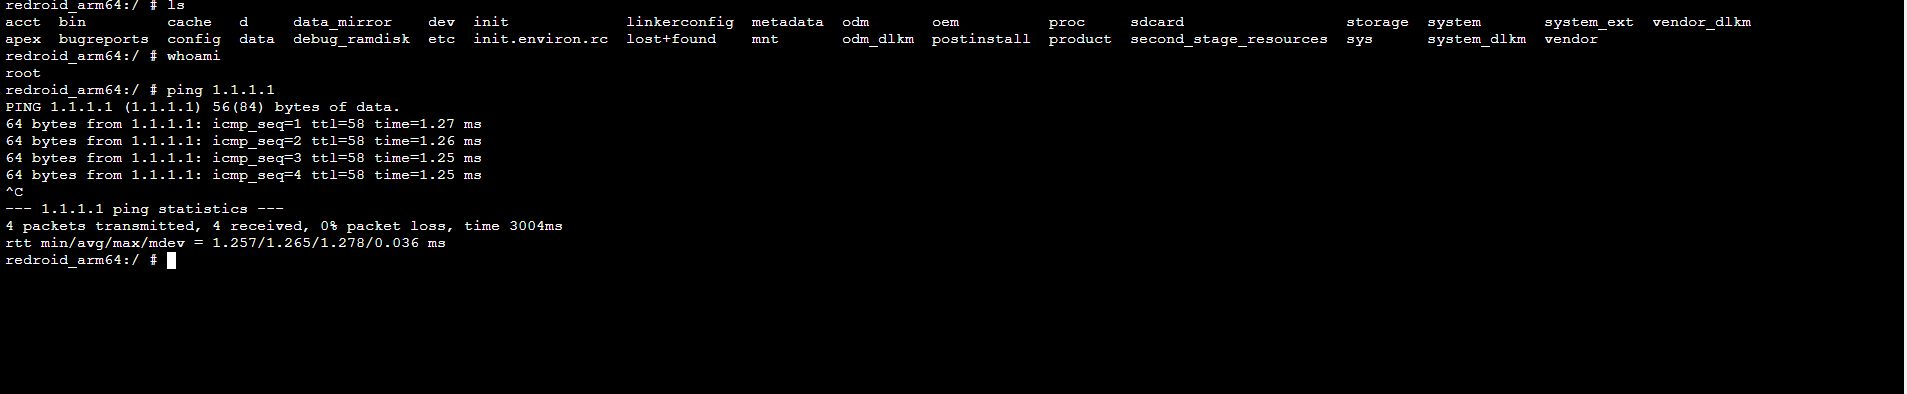 redroid_arm64:/ # ls
acct  bin         cache   d     data_mirror    dev  init             linkerconfig  metadata  odm       oem          proc     sdcard                  storage  system       system_ext  vendor_dlkm
apex  bugreports  config  data  debug_ramdisk  etc  init.environ.rc  lost+found    mnt       odm_dlkm  postinstall  product  second_stage_resources  sys      system_dlkm  vendor
redroid_arm64:/ # whoami
root
redroid_arm64:/ # ping 1.1.1.1
PING 1.1.1.1 (1.1.1.1) 56(84) bytes of data.
64 bytes from 1.1.1.1: icmp_seq=1 ttl=58 time=1.27 ms
64 bytes from 1.1.1.1: icmp_seq=2 ttl=58 time=1.26 ms
64 bytes from 1.1.1.1: icmp_seq=3 ttl=58 time=1.25 ms
64 bytes from 1.1.1.1: icmp_seq=4 ttl=58 time=1.25 ms
^C
--- 1.1.1.1 ping statistics ---
4 packets transmitted, 4 received, 0% packet loss, time 3004ms
rtt min/avg/max/mdev = 1.257/1.265/1.278/0.036 ms
redroid_arm64:/ #